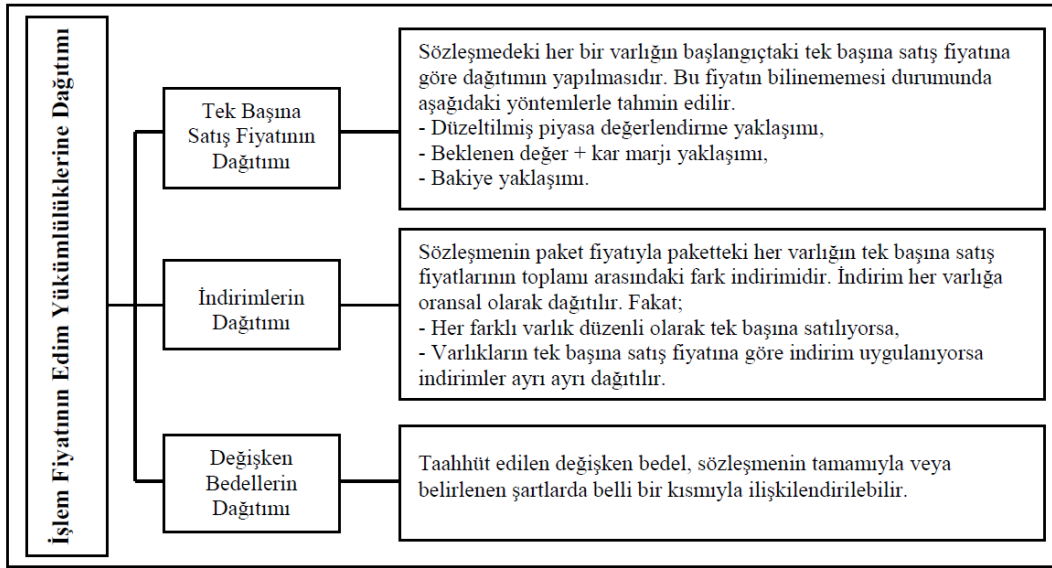 İşlem Fiyatının Edim Yükümlülüklerine Dağıtımı
Tek Başına
Satış Fiyatının
Dağıtımı
Sözleşmedeki her bir varlığın başlangıçtaki tek başına satış fiyatına
göre dağıtımın yapılmasıdır. Bu fiyatın bilinememesi durumunda
aşağıdaki yöntemlerle tahmin edilir.
- Düzeltilmiş piyasa değerlendirme yaklaşımı,
- Beklenen değer + kar marjı yaklaşımı,
- Bakiye yaklaşımı.
İndirimlerin
Dağıtımı
Sözleşmenin paket fiyatıyla paketteki her varlığın tek başına satış
fiyatlarının toplamı arasındaki fark indirimidir. İndirim her varlığa
oransal olarak dağıtılır. Fakat;
- Her farklı varlık düzenli olarak tek başına satılıyorsa,
- Varlıkların tek başına satış fiyatına göre indirim uygulanıyorsa
indirimler ayrı ayrı dağıtılır.
Değişken
Bedellerin
Dağıtımı
Taahhüt edilen değişken bedel, sözleşmenin tamamıyla veya
belirlenen şartlarda belli bir kısmıyla ilişkilendirilebilir.